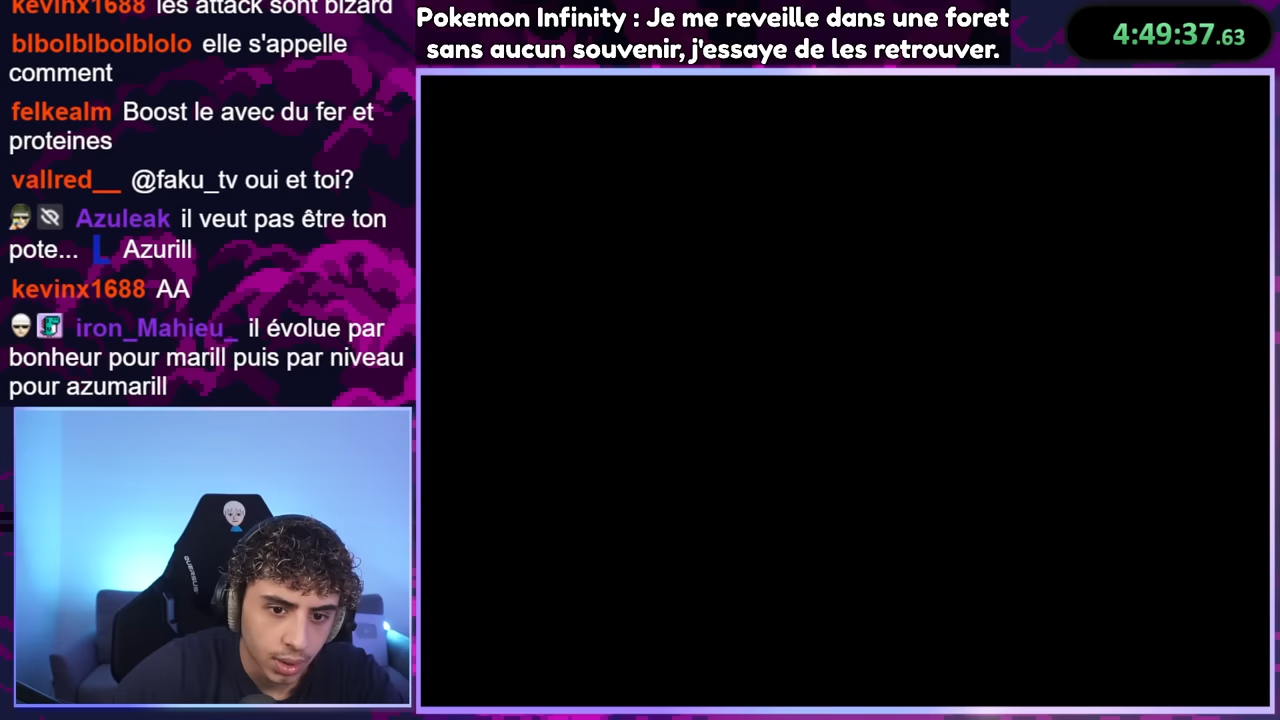 kevinx1688 les attack sont bizard
blbolblbolblolo elle s'appelle
comment
felkealm Boost le avec du fer et
proteines
vallred__ @faku_tv oui et toi?
Azuleak il veut pas être ton
pote... L Azurill
kevinx1688 AA
iron_Mahieu_ il évolue par
bonheur pour marill puis par niveau
pour azumarill
Pokemon Infinity : Je me reveille dans une foret
sans aucun souvenir, j'essaye de les retrouver.
4:49:37.63
QUERSUS